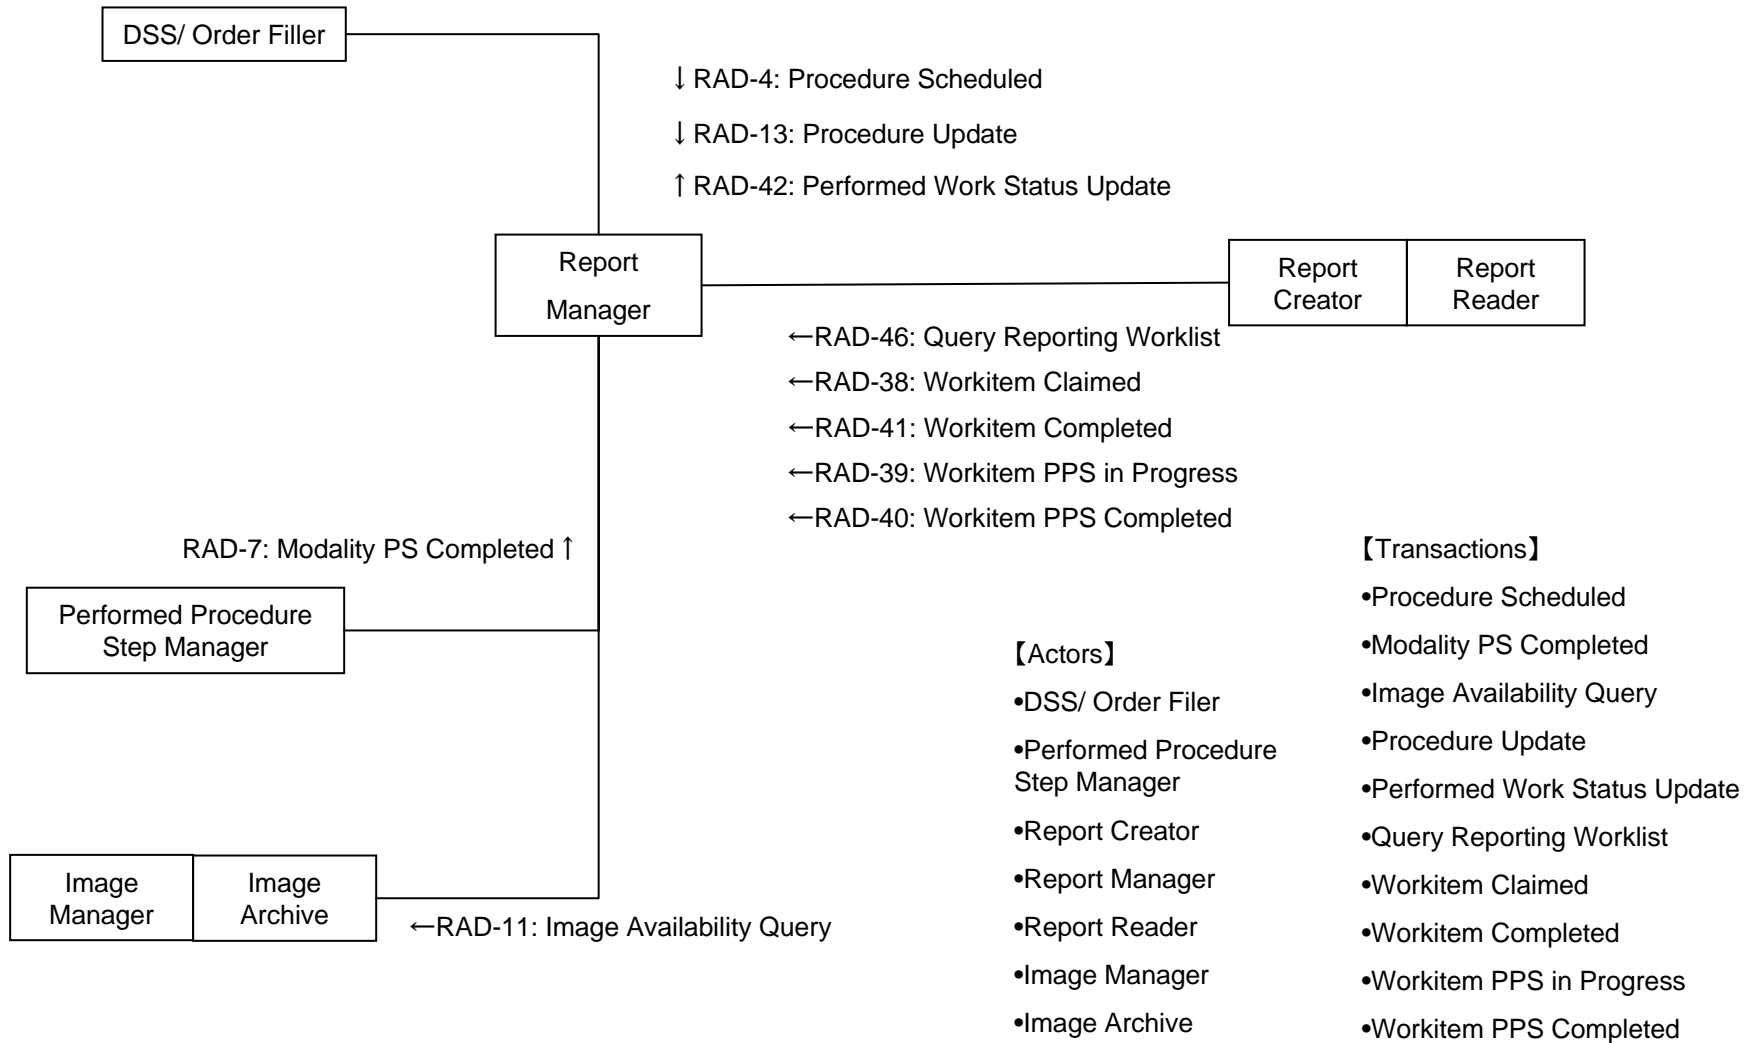 DSS/ Order Filler
↓RAD-4: Procedure Scheduled
↓RAD-13: Procedure Update
↑RAD-42: Performed Work Status Update
Report
Manager
Report
Creator
Report
Reader
←RAD-46: Query Reporting Worklist
←RAD-38: Workitem Claimed
←RAD-41: Workitem Completed
←RAD-39: Workitem PPS in Progress
←RAD-40: Workitem PPS Completed
RAD-7: Modality PS Completed↑
Performed Procedure
Step Manager
Image
Manager
Image
Archive
←RAD-11: Image Availability Query
【Actors】
•DSS/ Order Filer
•Performed Procedure
Step Manager
•Report Creator
•Report Manager
•Report Reader
•Image Manager
•Image Archive
【Transactions】
•Procedure Scheduled
•Modality PS Completed
•Image Availability Query
•Procedure Update
•Performed Work Status Update
•Query Reporting Worklist
•Workitem Claimed
•Workitem Completed
•Workitem PPS in Progress
•Workitem PPS Completed